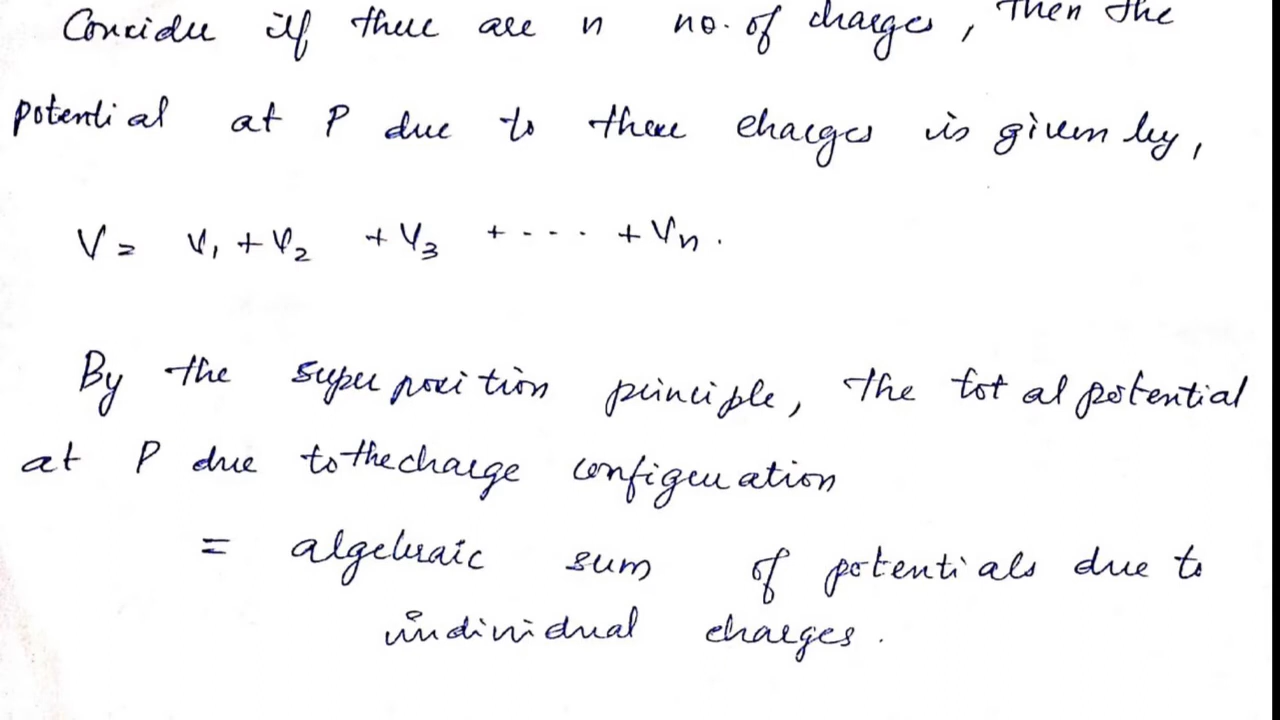 Consider if there are n no. of charges, then the
potential at P due to these charges is given by,
V = V₁ + V₂ + V₃ + - - - . + Vn.
By the super position principle, the total potential
at P due to the charge configuration
= algebraic sum of potentials due to
individual charges.